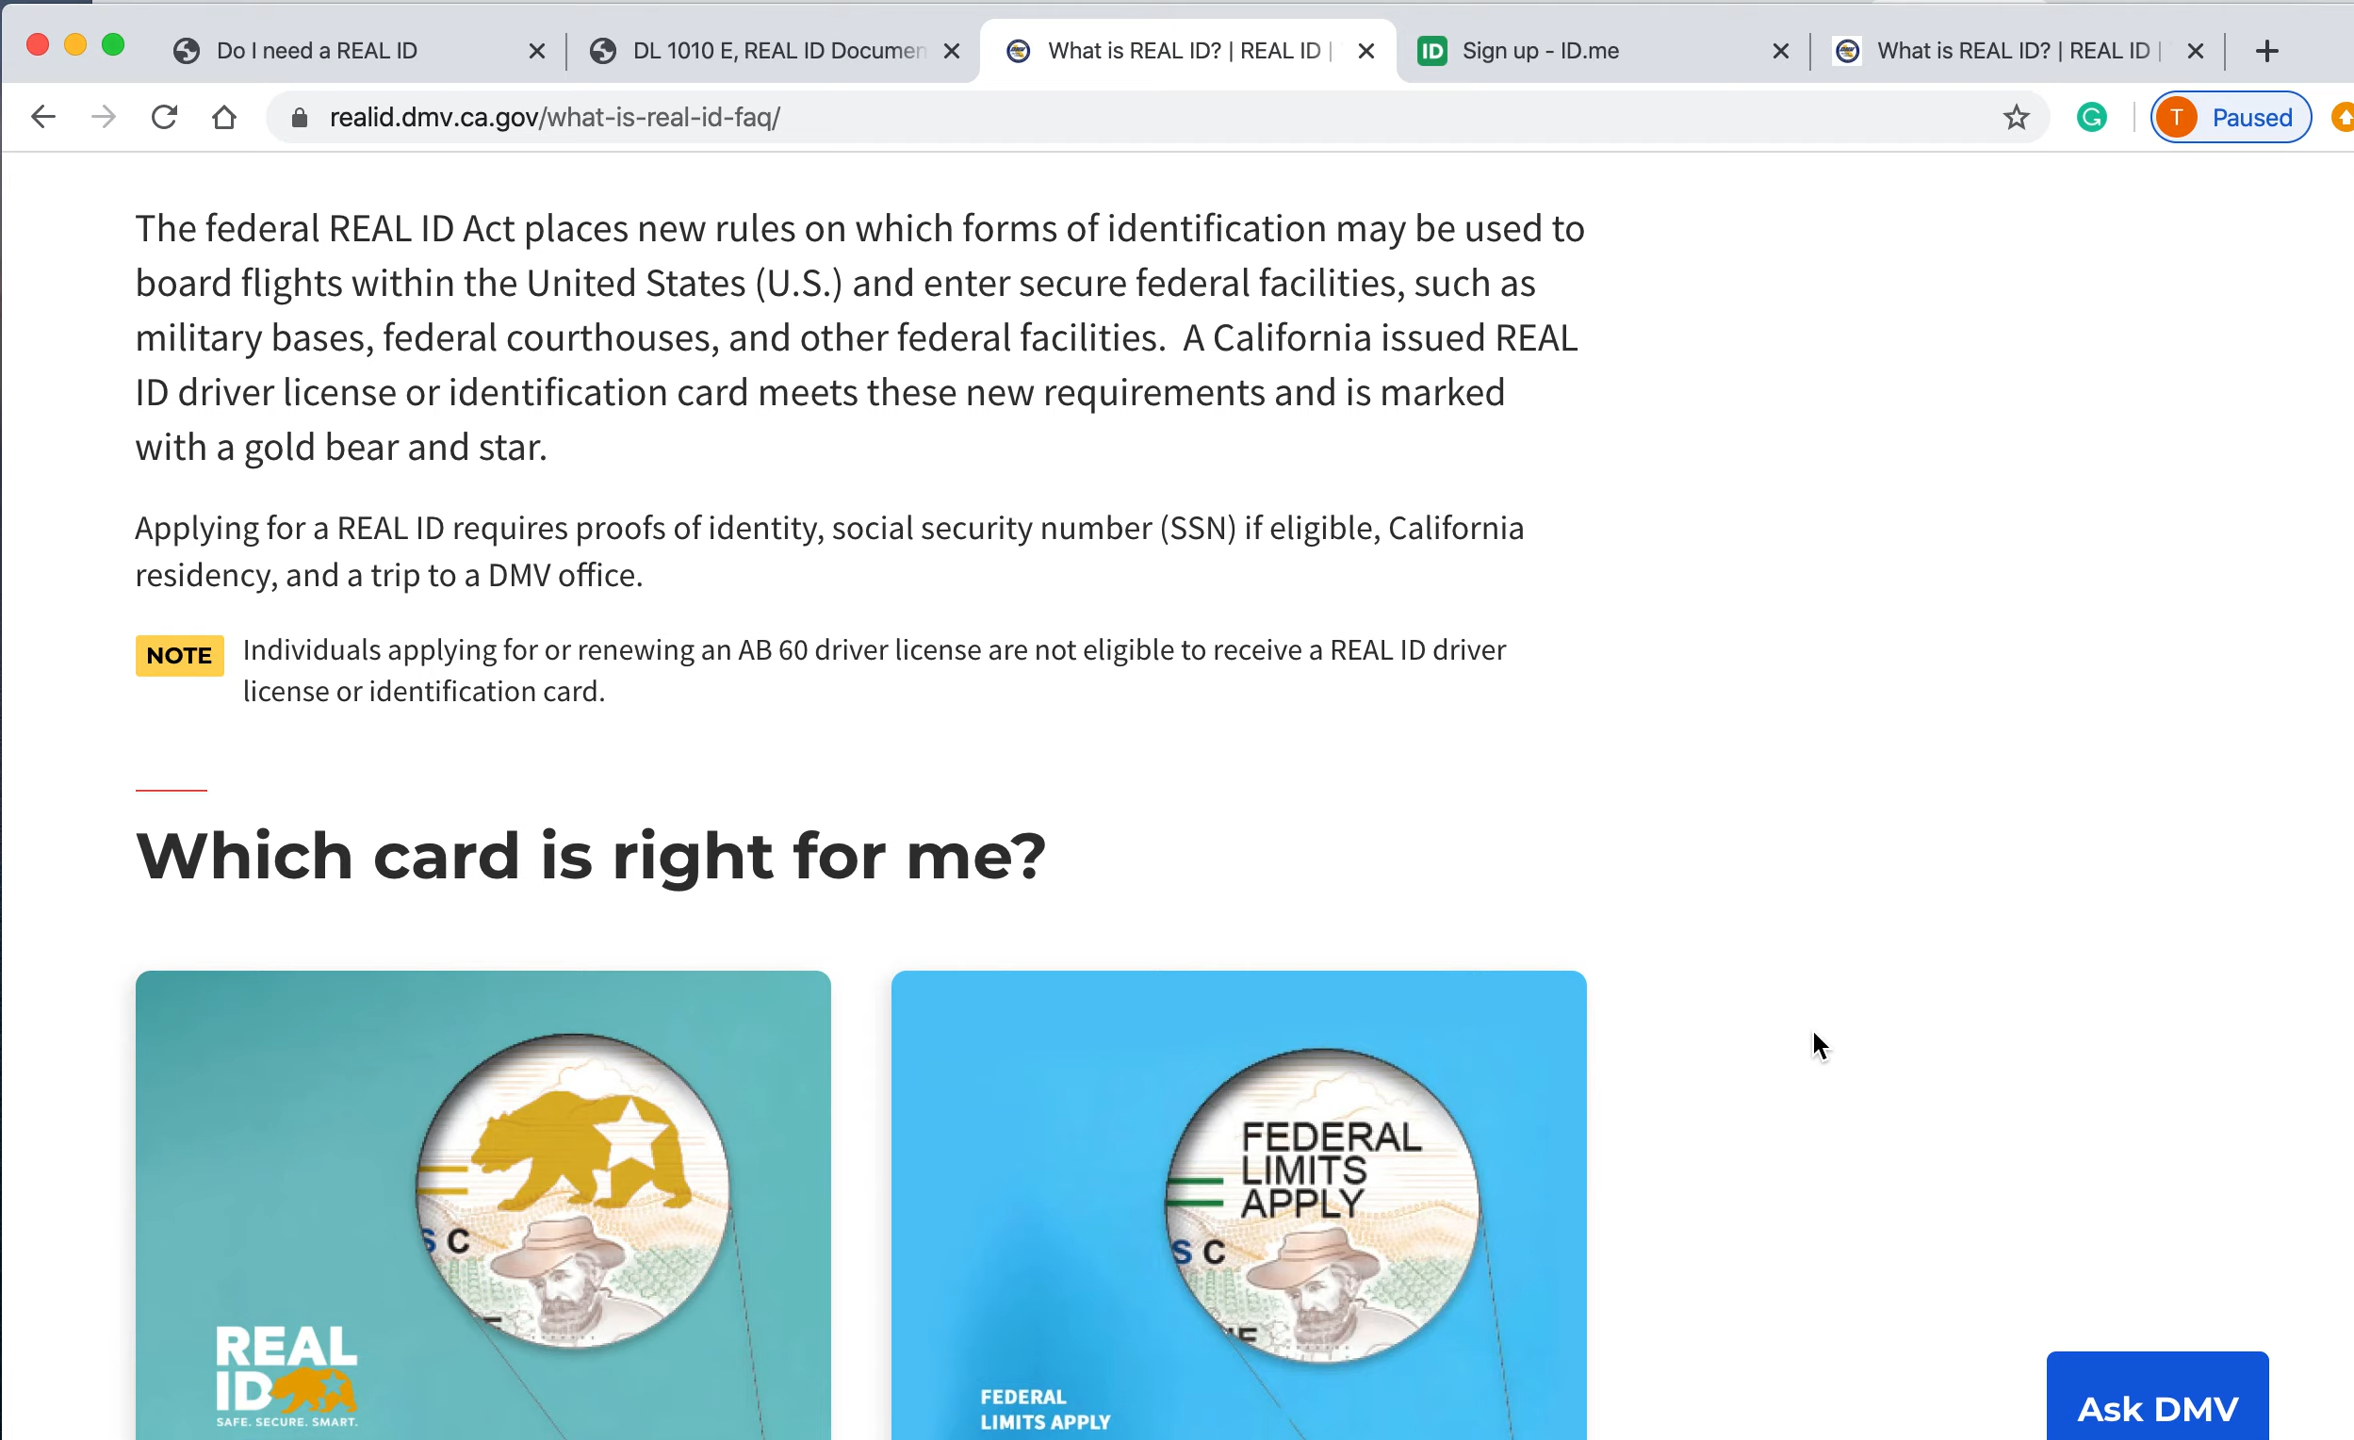 Do I need a REAL ID
DL 1010 E, REAL ID Documen
What is REAL ID? | REAL ID |
ID Sign up - ID.me
What is REAL ID? | REAL ID |
realid.dmv.ca.gov/what-is-real-id-faq/
T Paused
The federal REAL ID Act places new rules on which forms of identification may be used to
board flights within the United States (U.S.) and enter secure federal facilities, such as
military bases, federal courthouses, and other federal facilities.  A California issued REAL
ID driver license or identification card meets these new requirements and is marked
with a gold bear and star.
Applying for a REAL ID requires proofs of identity, social security number (SSN) if eligible, California
residency, and a trip to a DMV office.
NOTE Individuals applying for or renewing an AB 60 driver license are not eligible to receive a REAL ID driver
license or identification card.
Which card is right for me?
S C
REAL
ID
SAFE. SECURE. SMART.
FEDERAL
LIMITS
APPLY
S C
FEDERAL
LIMITS APPLY
Ask DMV